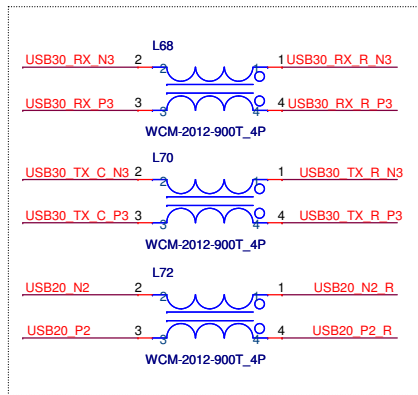 L68
USB30_RX_N3 2 2 1 1 USB30_RX_R_N3
USB30_RX_P3 3 3 4 4 USB30_RX_R_P3
WCM-2012-900T_4P
L70
USB30_TX_C_N3 2 2 1 1 USB30_TX_R_N3
USB30_TX_C_P3 3 3 4 4 USB30_TX_R_P3
WCM-2012-900T_4P
L72
USB20_N2 2 2 1 1 USB20_N2_R
USB20_P2 3 3 4 4 USB20_P2_R
WCM-2012-900T_4P